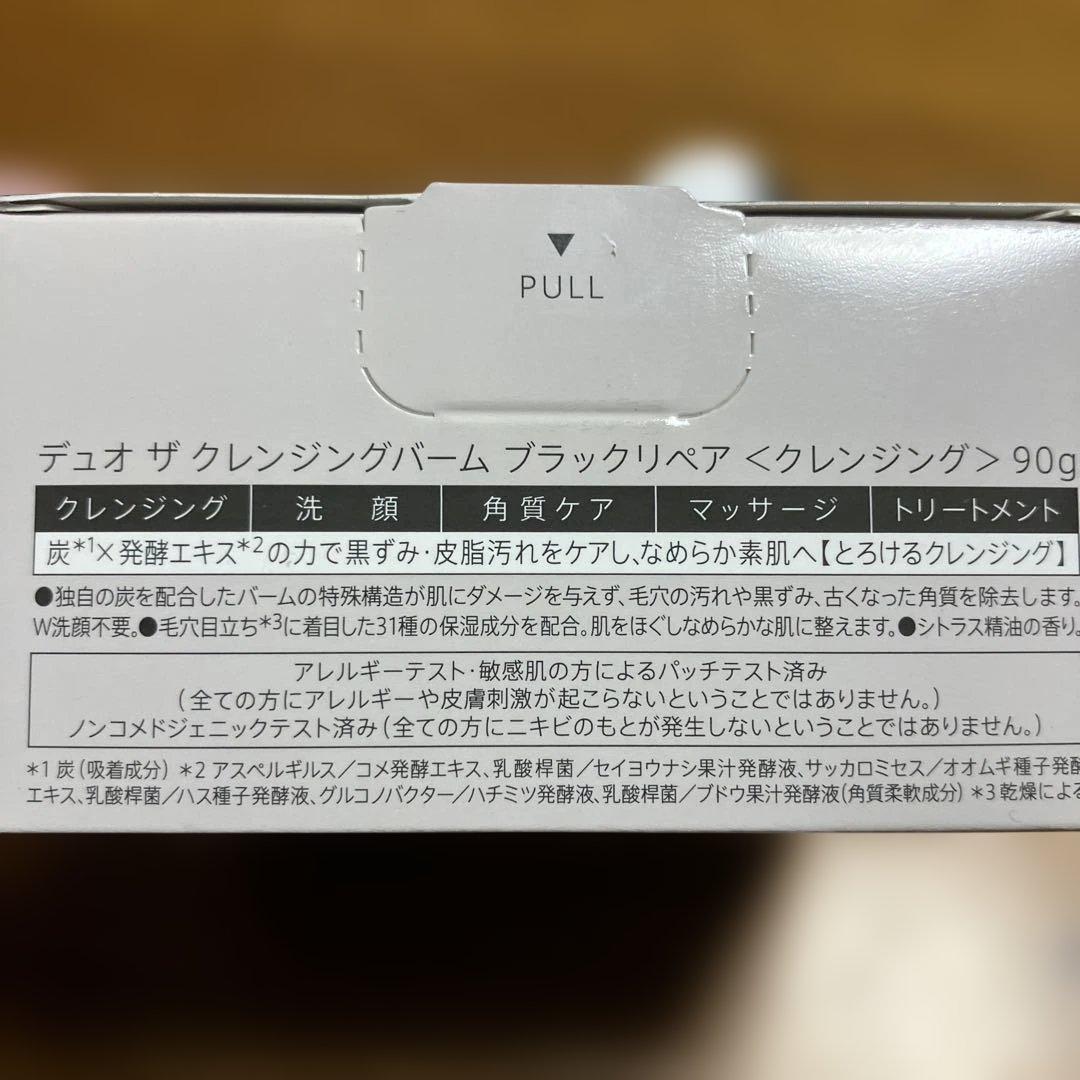 ▼
PULL
デュオ ザ クレンジングバーム ブラックリペア <クレンジング> 90g
クレンジング 洗顔 角質ケア マッサージ トリートメント
炭*1×発酵エキス*2の力で黒ずみ・皮脂汚れをケアし、なめらか素肌へ【とろけるクレンジング】
●独自の炭を配合したバームの特殊構造が肌にダメージを与えず、毛穴の汚れや黒ずみ、古くなった角質を除去します。
W洗顔不要。●毛穴目立ち*3に着目した31種の保湿成分を配合。肌をほぐしなめらかな肌に整えます。●シトラス精油の香り。
アレルギーテスト・敏感肌の方によるパッチテスト済み
(全ての方にアレルギーや皮膚刺激が起こらないということではありません。)
ノンコメドジェニックテスト済み(全ての方にニキビのもとが発生しないということではありません。)
*1 炭(吸着成分) *2 アスペルギルス/コメ発酵エキス、乳酸桿菌/セイヨウナシ果汁発酵液、サッカロミセス/オオムギ種子発酵
エキス、乳酸桿菌/ハス種子発酵液、グルコノバクター/ハチミツ発酵液、乳酸桿菌/ブドウ果汁発酵液(角質柔軟成分) *3 乾燥による